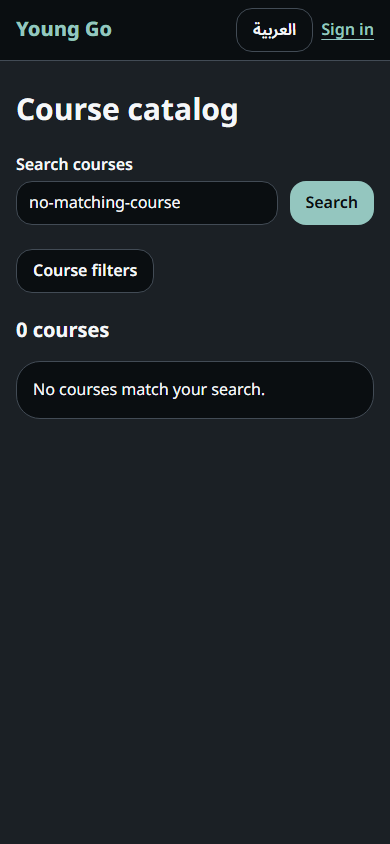 Young Go
العربية
Sign in
Course catalog
Search courses
no-matching-course
Search
Course filters
0 courses
No courses match your search.